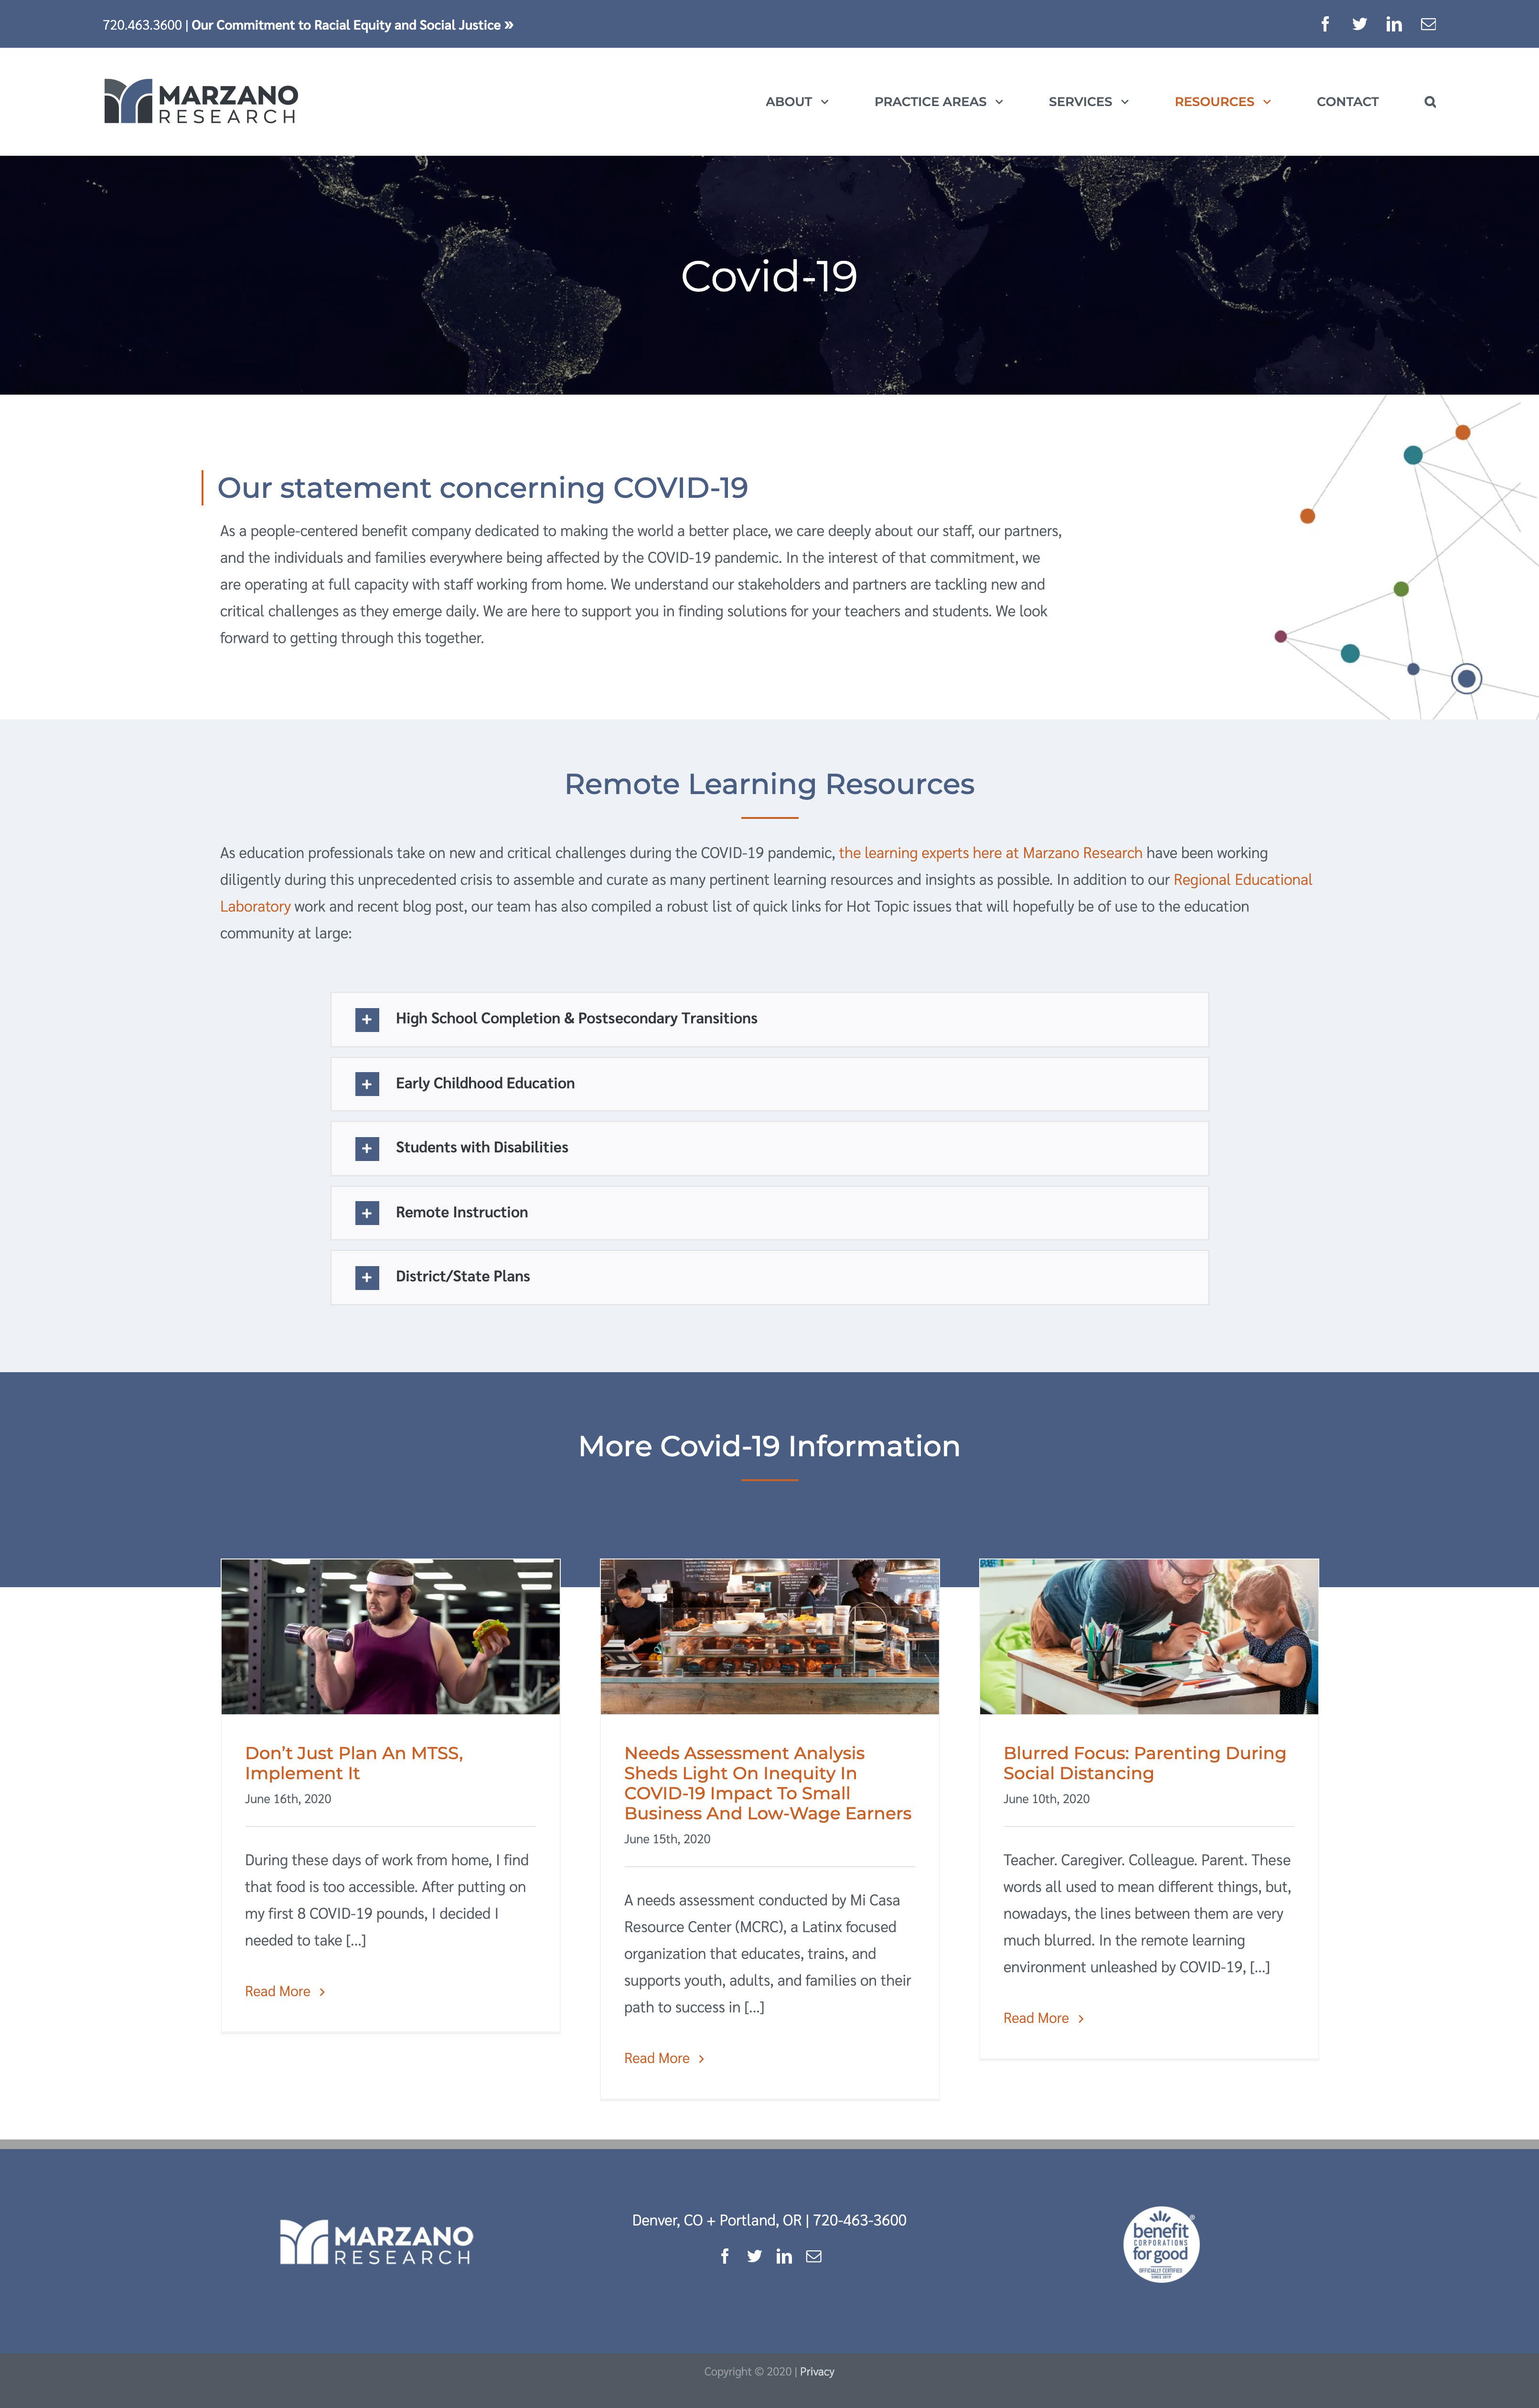 720.463.3600 | Our Commitment to Racial Equity and Social Justice »
MARZANO
RESEARCH
ABOUT
PRACTICE AREAS
SERVICES
RESOURCES
CONTACT
Covid-19
Our statement concerning COVID-19
As a people-centered benefit company dedicated to making the world a better place, we care deeply about our staff, our partners,
and the individuals and families everywhere being affected by the COVID-19 pandemic. In the interest of that commitment, we
are operating at full capacity with staff working from home. We understand our stakeholders and partners are tackling new and
critical challenges as they emerge daily. We are here to support you in finding solutions for your teachers and students. We look
forward to getting through this together.
Remote Learning Resources
As education professionals take on new and critical challenges during the COVID-19 pandemic, the learning experts here at Marzano Research have been working
diligently during this unprecedented crisis to assemble and curate as many pertinent learning resources and insights as possible. In addition to our Regional Educational
Laboratory work and recent blog post, our team has also compiled a robust list of quick links for Hot Topic issues that will hopefully be of use to the education
community at large:
High School Completion & Postsecondary Transitions
Early Childhood Education
Students with Disabilities
Remote Instruction
District/State Plans
More Covid-19 Information
Don't Just Plan An MTSS,
Implement It
June 16th, 2020
During these days of work from home, I find
that food is too accessible. After putting on
my first 8 COVID-19 pounds, I decided I
needed to take [...]
Read More
Needs Assessment Analysis
Sheds Light On Inequity In
COVID-19 Impact To Small
Business And Low-Wage Earners
June 15th, 2020
A needs assessment conducted by Mi Casa
Resource Center (MCRC), a Latinx focused
organization that educates, trains, and
supports youth, adults, and families on their
path to success in [...]
Read More
Blurred Focus: Parenting During
Social Distancing
June 10th, 2020
Teacher. Caregiver. Colleague. Parent. These
words all used to mean different things, but,
nowadays, the lines between them are very
much blurred. In the remote learning
environment unleashed by COVID-19, [...]
Read More
MARZANO
RESEARCH
Denver, CO + Portland, OR | 720-463-3600
benefit®
CORPORATIONS
for good
OFFICIALLY CERTIFIED
Copyright © 2020 | Privacy